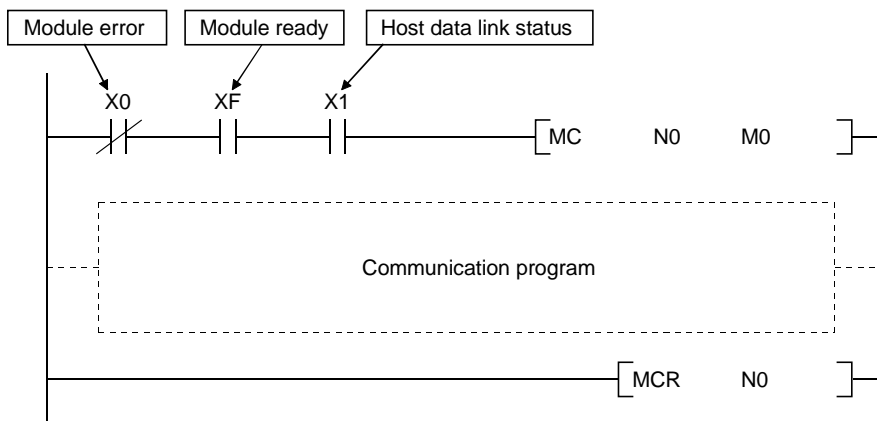 Module error
Module ready
Host data link status
X0 XF X1
MC N0 M0
Communication program
MCR N0